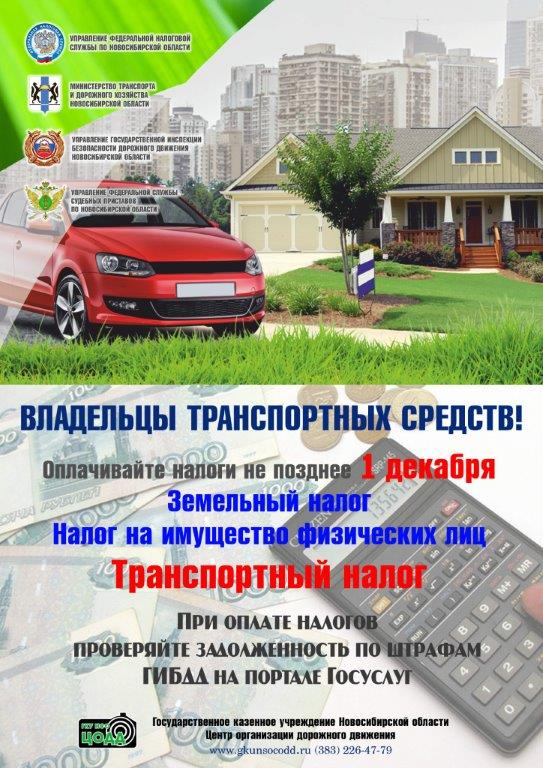 УПРАВЛЕНИЕ ФЕДЕРАЛЬНОЙ НАЛОГОВОЙ
СЛУЖБЫ ПО НОВОСИБИРСКОЙ ОБЛАСТИ
МИНИСТЕРСТВО ТРАНСПОРТА
И ДОРОЖНОГО ХОЗЯЙСТВА
НОВОСИБИРСКОЙ ОБЛАСТИ
УПРАВЛЕНИЕ ГОСУДАРСТВЕННОЙ ИНСПЕКЦИИ
БЕЗОПАСНОСТИ ДОРОЖНОГО ДВИЖЕНИЯ
НОВОСИБИРСКОЙ ОБЛАСТИ
УПРАВЛЕНИЕ ФЕДЕРАЛЬНОЙ СЛУЖБЫ
СУДЕБНЫХ ПРИСТАВОВ
ПО НОВОСИБИРСКОЙ ОБЛАСТИ
ВЛАДЕЛЬЦЫ ТРАНСПОРТНЫХ СРЕДСТВ!
Оплачивайте налоги не позднее 1 декабря
Земельный налог
Налог на имущество физических лиц
Транспортный налог
При оплате налогов
проверяйте задолженность по штрафам
ГИБДД на портале Госуслуг
ГКУ НСО
ЦОДД
Государственное казенное учреждение Новосибирской области
Центр организации дорожного движения
www.gkunsocodd.ru (383) 226-47-79